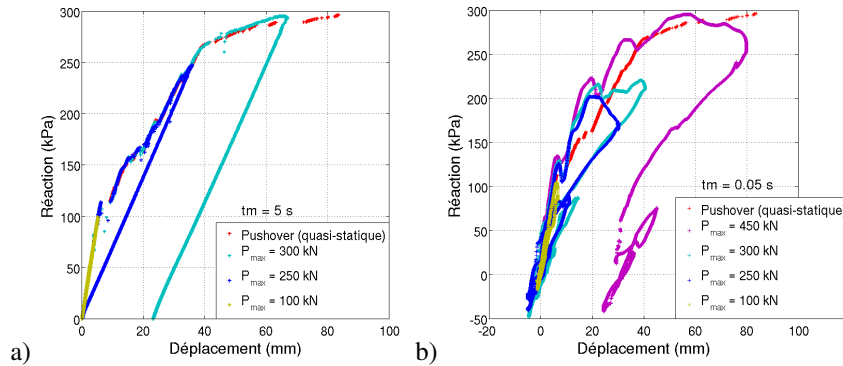 300
250
200
150
100
50
0
0 20 40 60 80 100
Réaction (kPa)
Déplacement (mm)
tm = 5 s
Pushover (quasi-statique)
P max = 300 kN
P max = 250 kN
P max = 100 kN
a)
300
250
200
150
100
50
0
-50
-20 0 20 40 60 80 100
Réaction (kPa)
Déplacement (mm)
tm = 0.05 s
Pushover (quasi-statique
P max = 450 kN
P max = 300 kN
P max = 250 kN
P max = 100 kN
b)